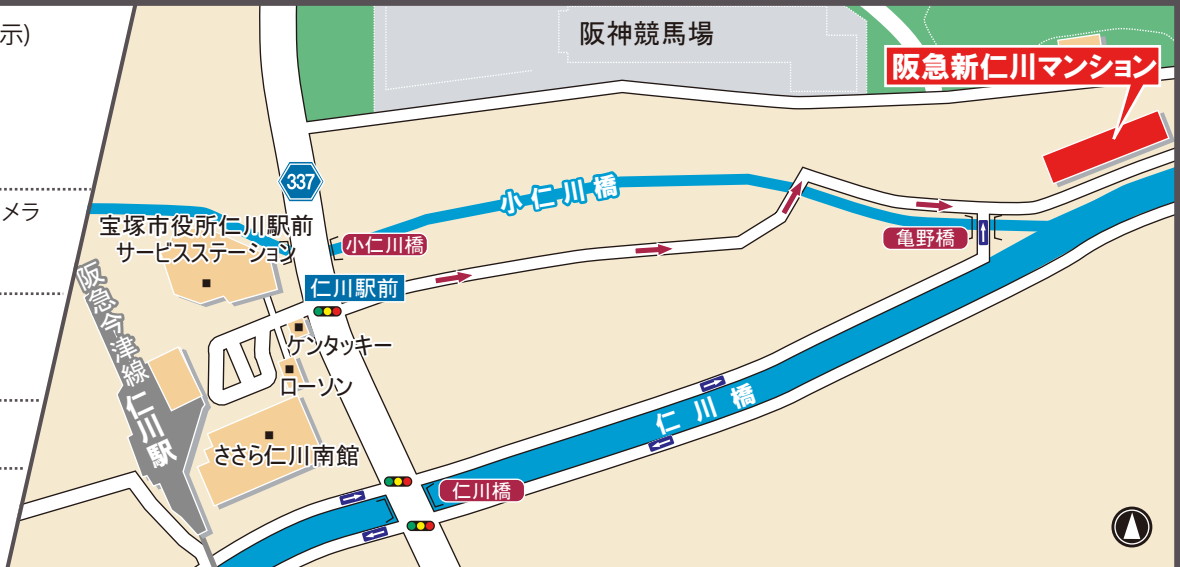 示)
メラ
阪神競馬場
阪急新仁川マンション
337
小仁川橋
宝塚市役所仁川駅前
サービスステーション
小仁川橋
亀野橋
仁川駅前
阪急今津線 仁川駅
ケンタッキー
ローソン
ささら仁川南館
仁川橋
仁川橋